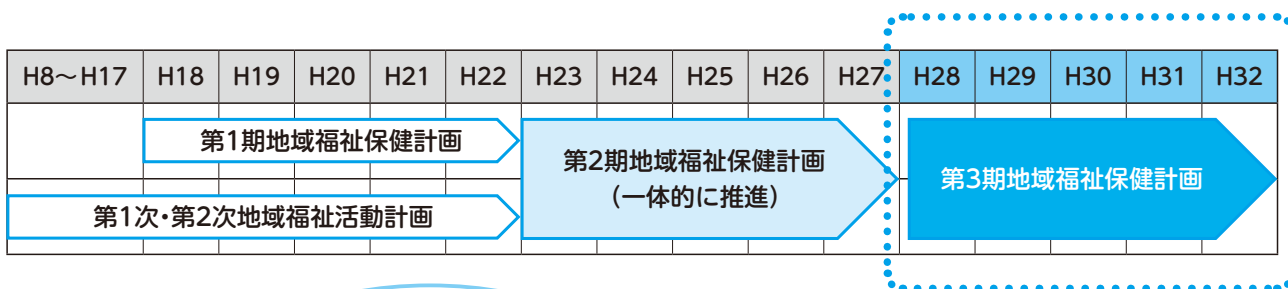 H8～H17 H18 H19 H20 H21 H22 H23 H24 H25 H26 H27 H28 H29 H30 H31 H32
第1期地域福祉保健計画
第1次・第2次地域福祉活動計画
第2期地域福祉保健計画
(一体的に推進)
第3期地域福祉保健計画